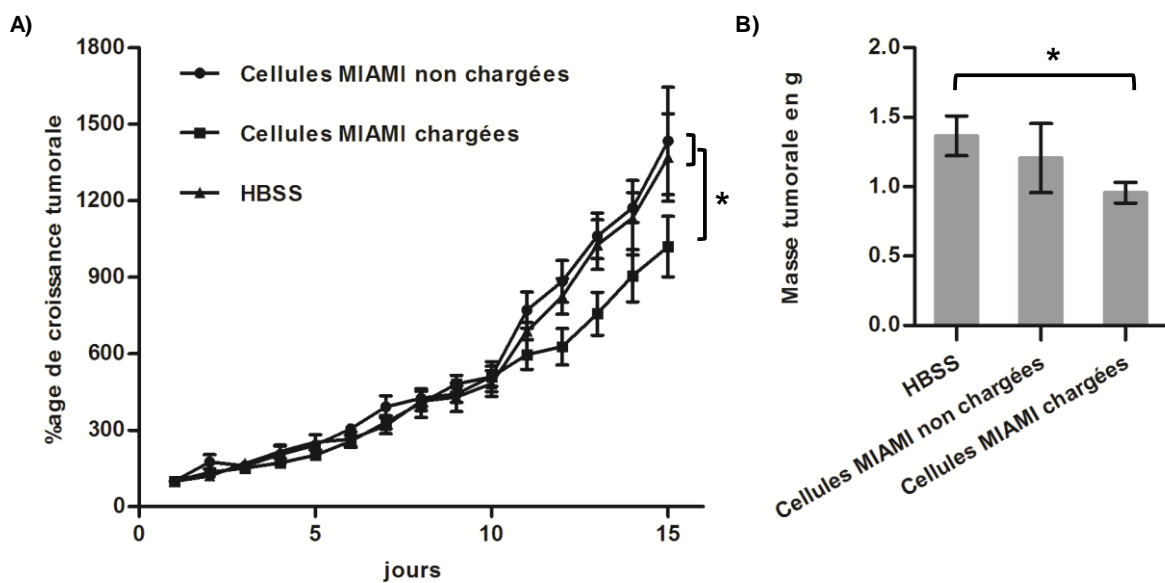 A)
1800
1500
1200
900
600
300
0
%age de croissance tumorale
Cellules MIAMI non chargées
Cellules MIAMI chargées
HBSS
*
0
5
10
15
jours
B)
2.0
1.5
1.0
0.5
0.0
Masse tumorale en g
*
HBSS
Cellules MIAMI non chargées
Cellules MIAMI chargées